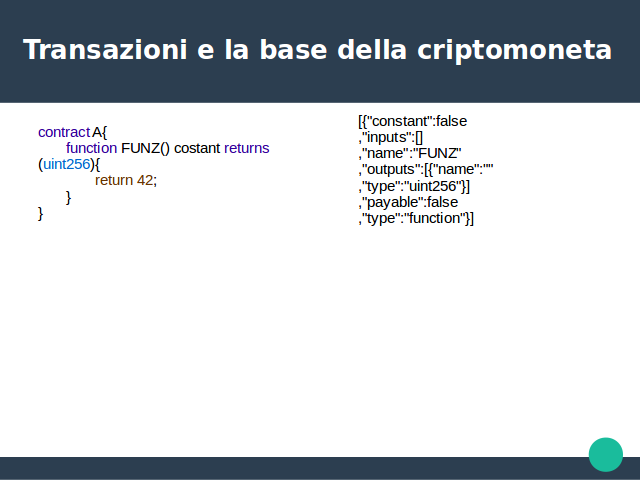 Transazioni e la base della criptomoneta
contract A{
function FUNZ() costant returns
(uint256){
return 42;
}
}
[{"constant":false
,"inputs":[]
,"name":"FUNZ"
,"outputs":[{"name":""
,"type":"uint256"}]
,"payable":false
,"type":"function"}]